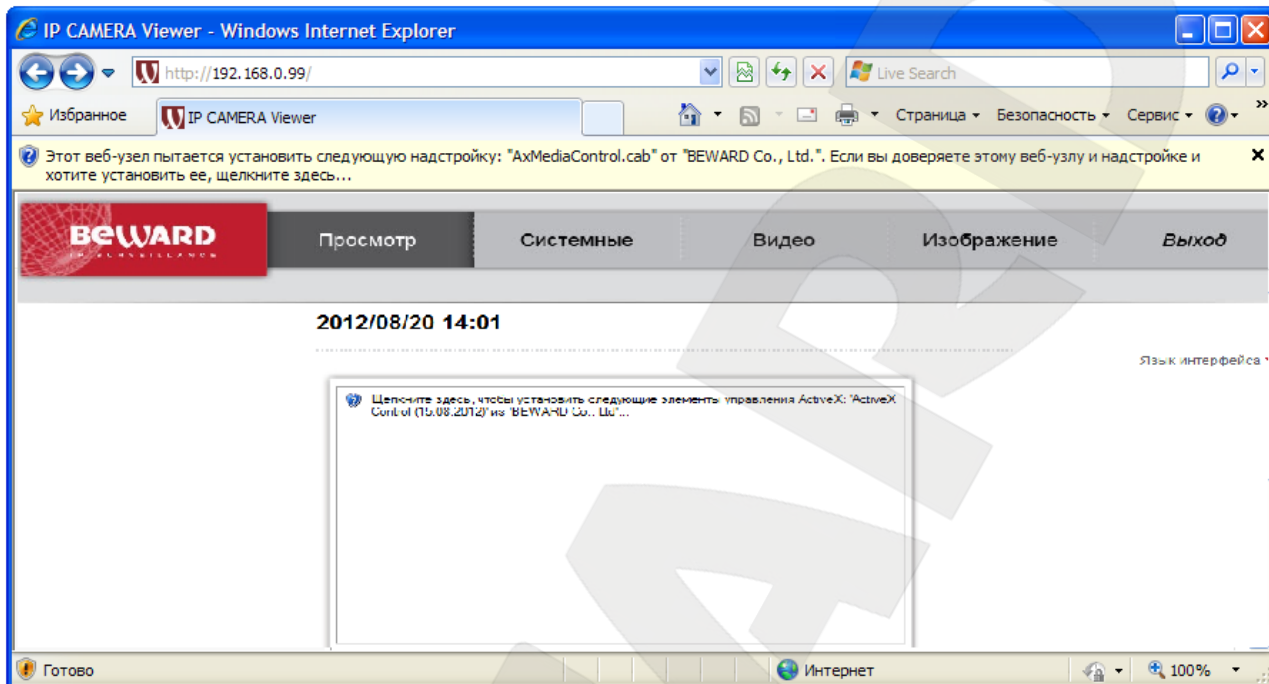 IP CAMERA Viewer - Windows Internet Explorer
http://192.168.0.99/
Live Search
Избранное
IP CAMERA Viewer
Страница
Безопасность
Сервис
»
Этот веб-узел пытается установить следующую надстройку: "AxMediaControl.cab" от "BEWARD Co., Ltd.". Если вы доверяете этому веб-узлу и надстройке и
хотите установить ее, щелкните здесь...
BEWARD
IP SURVEILLANCE
Просмотр
Системные
Видео
Изображение
Выход
2012/08/20 14:01
Язык интерфейса
Щелкните здесь, чтобы установить следующие элементы управления ActiveX: "ActiveX
Control (15.08.2012)" из "BEWARD Co., Ltd"...
Готово
Интернет
100%